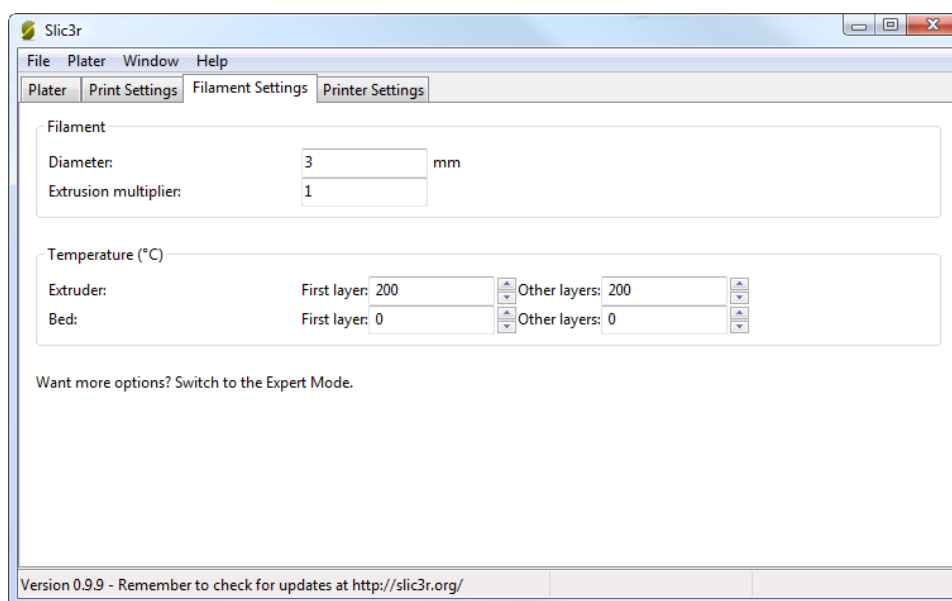 Slic3r
File Plater Window Help
Plater Print Settings Filament Settings Printer Settings
Filament
Diameter: 3 mm
Extrusion multiplier: 1
Temperature (°C)
Extruder: First layer: 200 Other layers: 200
Bed: First layer: 0 Other layers: 0
Want more options? Switch to the Expert Mode.
Version 0.9.9 - Remember to check for updates at http://slic3r.org/